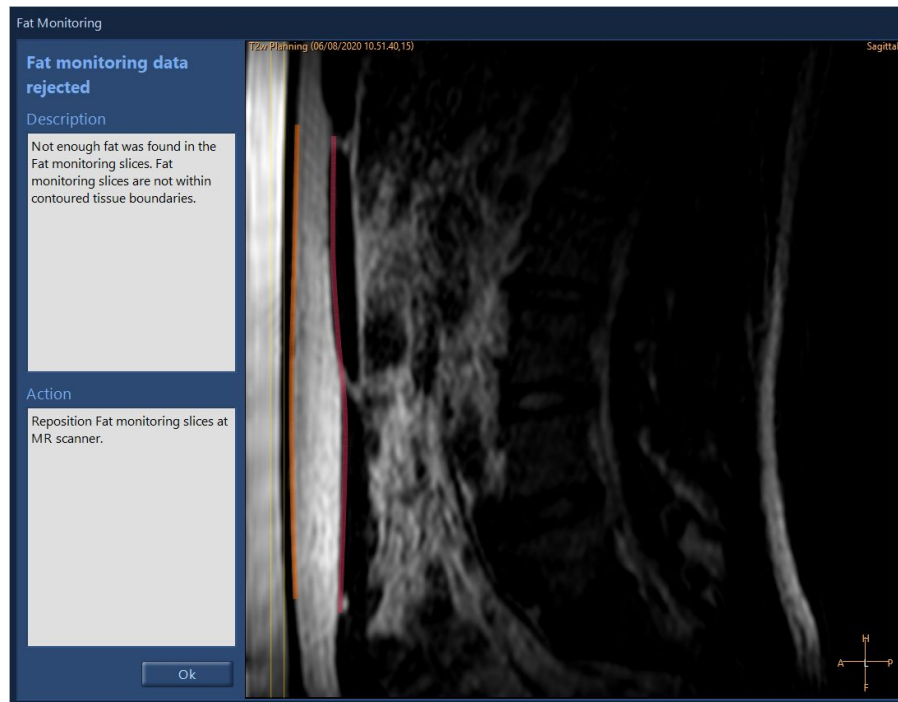 Fat Monitoring
Fat monitoring data
rejected
Description
Not enough fat was found in the
Fat monitoring slices. Fat
monitoring slices are not within
contoured tissue boundaries.
Action
Reposition Fat monitoring slices at
MR scanner.
Ok
T2w Planning (06/08/2020 10.51.40,15)
Sagittal
H
A L P
F